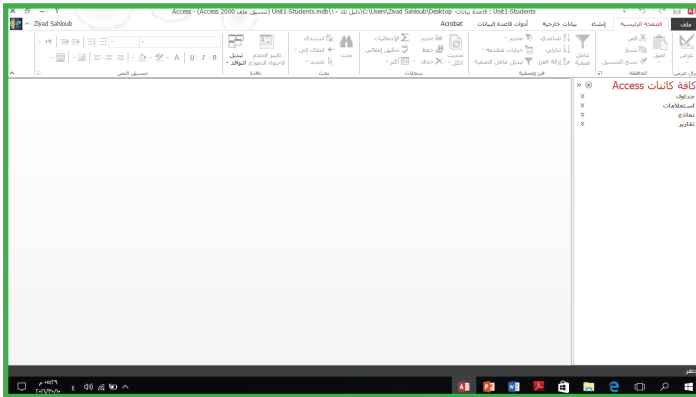 Unit1-Students : قاعدة بيانات- C:\Users\Ziyad Sahloub\Desktop\دليل تك ١٠\Unit1-Students.mdb (تنسيق ملف Access 2000) - Access
ملف الصفحة الرئيسية إنشاء بيانات خارجية أدوات قاعدة البيانات Acrobat Ziyad Sahloub
عرض لصق قص نسخ نسخ التنسيق
عامل تصفية تصاعدي تنازلي إزالة الفرز تحديد خيارات متقدمة تبديل عامل التصفية
تحديث الكل جديد حفظ حذف الإجماليات تدقيق إملائي أكثر
بحث استبدال انتقال إلى تحديد
تغيير الحجم لاحتواء النموذج تبديل النوافذ
الحافظة فرز وتصفية سجلات بحث نافذة تنسيق النص
كافة كائنات Access
جداول
استعلامات
نماذج
تقارير